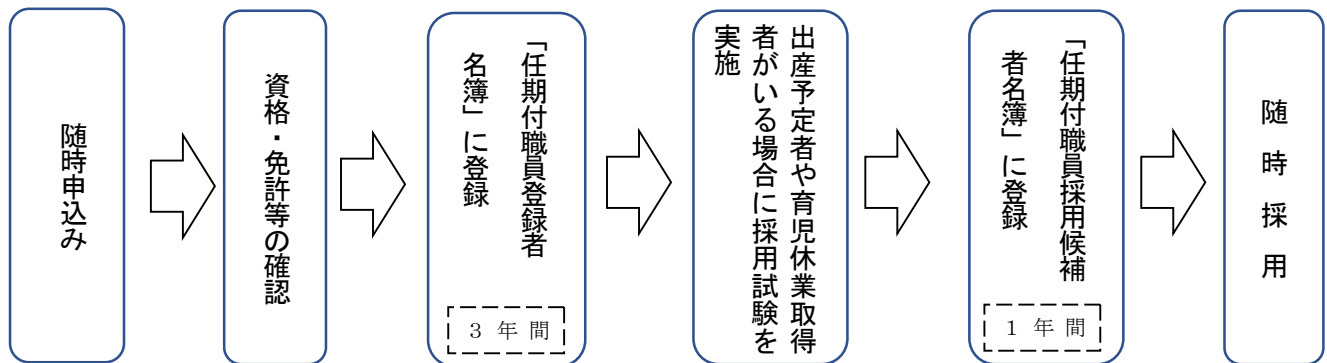 随時申込み
資格・免許等の確認
「任期付職員登録者
名簿」に登録
3年間
出産予定者や育児休業取得
者がいる場合に採用試験を
実施
「任期付職員採用候補
者名簿」に登録
1年間
随時採用